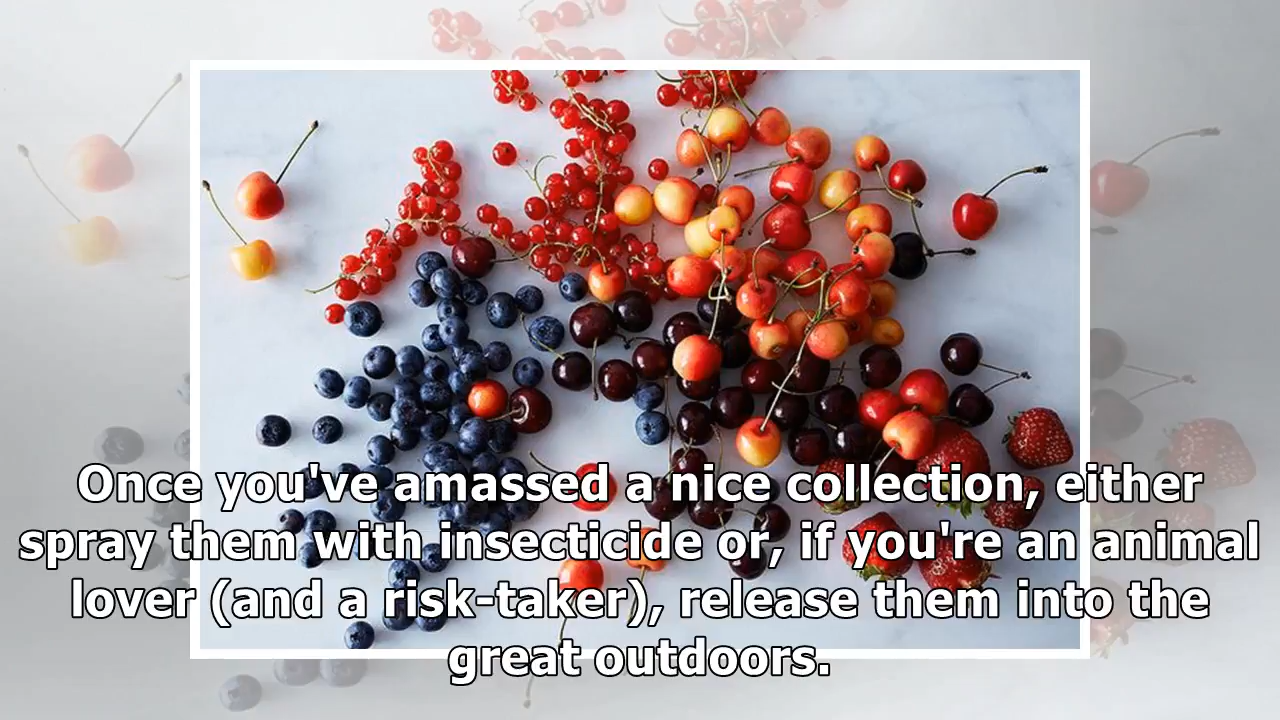 Once you've amassed a nice collection, either
spray them with insecticide or, if you're an animal
lover (and a risk-taker), release them into the
great outdoors.